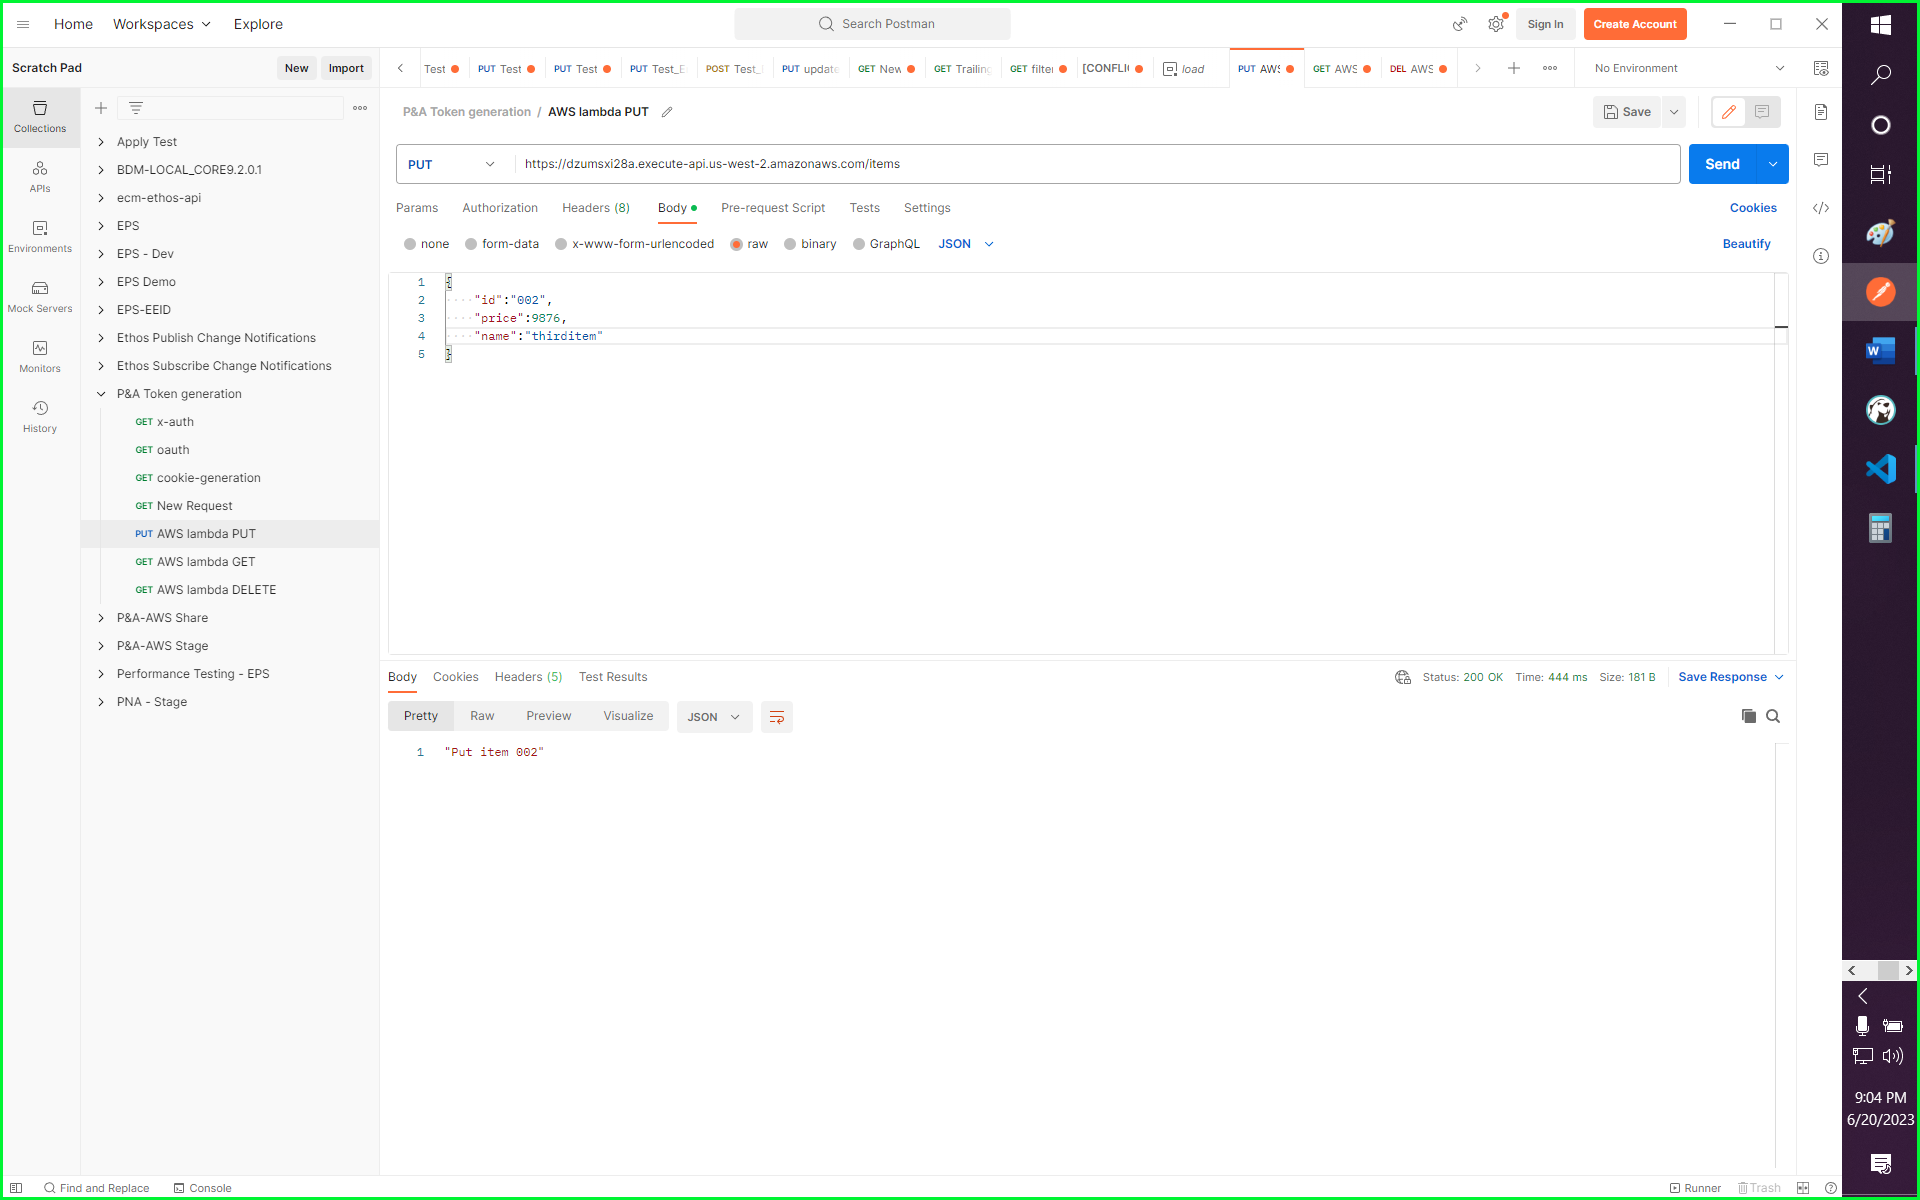 Home Workspaces Explore
Search Postman
Sign In Create Account
Scratch Pad New Import
Test PUT Test PUT Test PUT Test_E POST Test_ PUT update GET New GET Trailing GET filter [CONFLIC load PUT AWS GET AWS DEL AWS
No Environment
Collections
APIs
Environments
Mock Servers
Monitors
History
Apply Test
BDM-LOCAL_CORE9.2.0.1
ecm-ethos-api
EPS
EPS - Dev
EPS Demo
EPS-EEID
Ethos Publish Change Notifications
Ethos Subscribe Change Notifications
P&A Token generation
GET x-auth
GET oauth
GET cookie-generation
GET New Request
PUT AWS lambda PUT
GET AWS lambda GET
GET AWS lambda DELETE
P&A-AWS Share
P&A-AWS Stage
Performance Testing - EPS
PNA - Stage
P&A Token generation / AWS lambda PUT
Save
PUT https://dzumsxi28a.execute-api.us-west-2.amazonaws.com/items
Send
Params Authorization Headers (8) Body Pre-request Script Tests Settings
Cookies
none form-data x-www-form-urlencoded raw binary GraphQL JSON
Beautify
1 {
2 "id":"002",
3 "price":9876,
4 "name":"thirditem"
5 }
Body Cookies Headers (5) Test Results
Status: 200 OK Time: 444 ms Size: 181 B Save Response
Pretty Raw Preview Visualize JSON
1 "Put item 002"
Find and Replace Console
Runner Trash
9:04 PM
6/20/2023